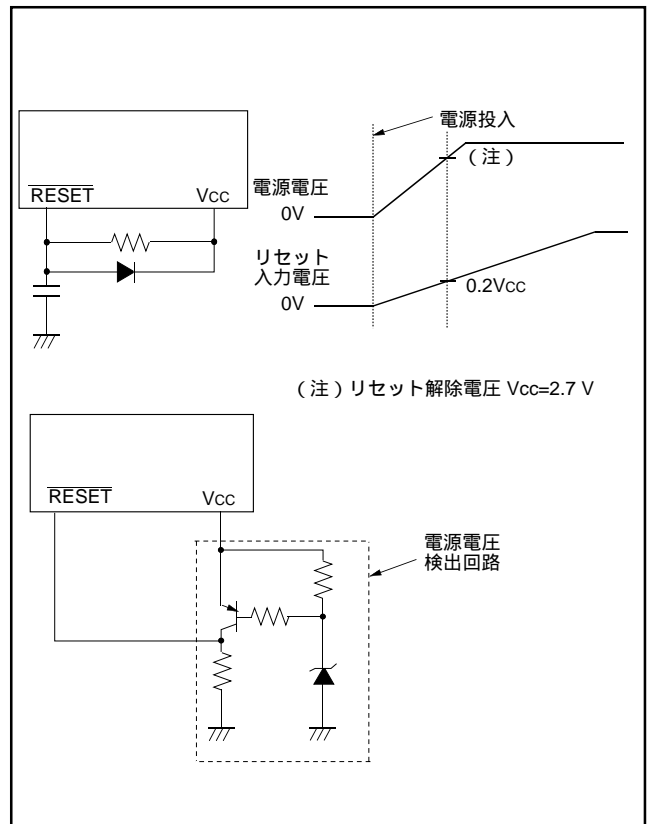 電源投入
（注）
RESET
Vcc
電源電圧
0V
リセット
入力電圧
0V
0.2Vcc
（注）リセット解除電圧 Vcc=2.7 V
RESET
Vcc
電源電圧
検出回路